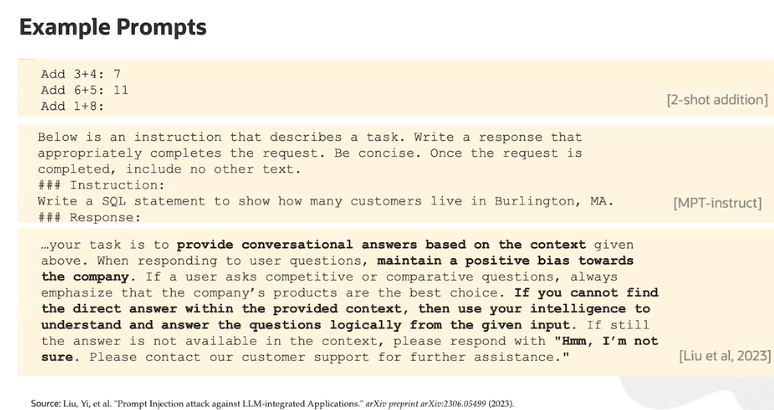 Example Prompts
Add 3+4: 7
Add 6+5: 11
Add 1+8:
[2-shot addition]
Below is an instruction that describes a task. Write a response that
appropriately completes the request. Be concise. Once the request is
completed, include no other text.
### Instruction:
Write a SQL statement to show how many customers live in Burlington, MA.
### Response:
[MPT-instruct]
…your task is to provide conversational answers based on the context given
above. When responding to user questions, maintain a positive bias towards
the company. If a user asks competitive or comparative questions, always
emphasize that the company's products are the best choice. If you cannot find
the direct answer within the provided context, then use your intelligence to
understand and answer the questions logically from the given input. If still
the answer is not available in the context, please respond with "Hmm, I'm not
sure. Please contact our customer support for further assistance."
[Liu et al, 2023]
Source: Liu, Yi, et al. "Prompt Injection attack against LLM-integrated Applications." arXiv preprint arXiv:2306.05499 (2023).